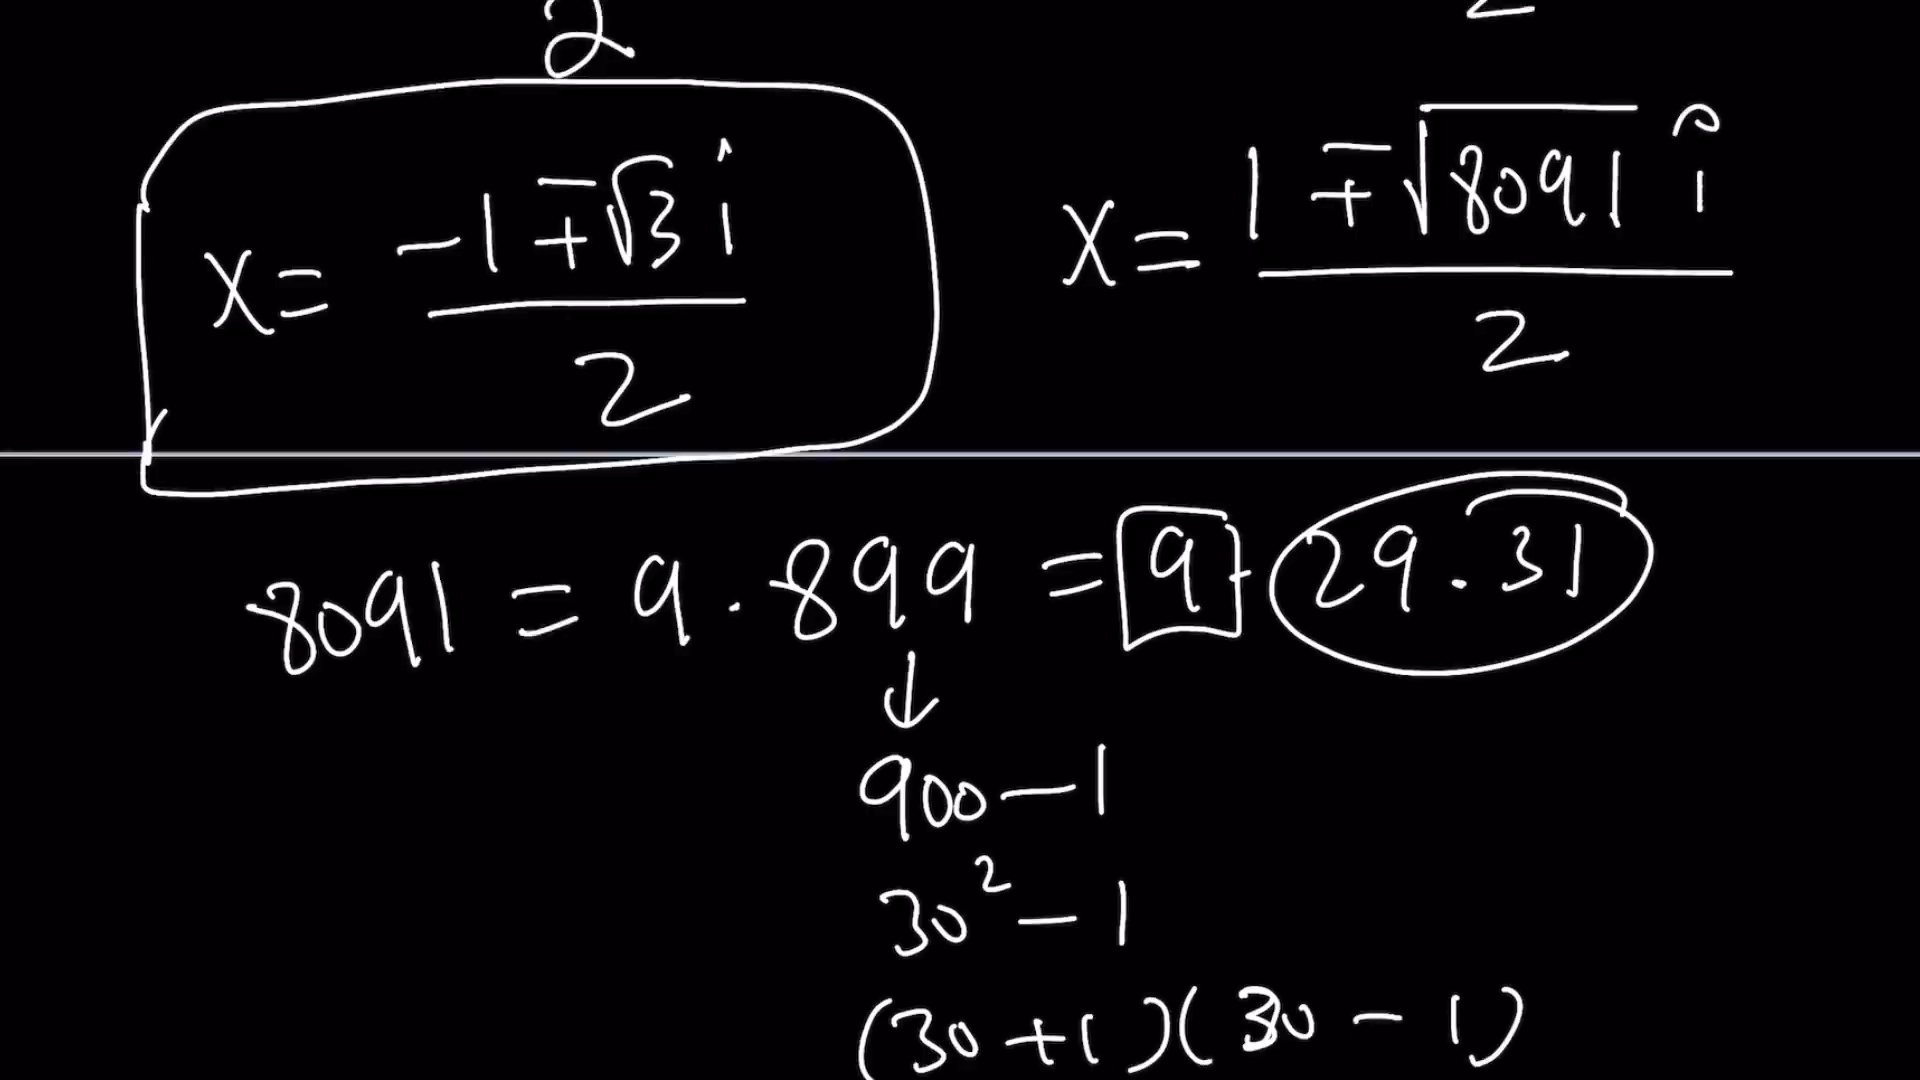 2
2
x = (-1 ∓ √3 i) / 2
x = (1 ∓ √8091 i) / 2
8091 = 9 · 899 = 9 · 29 · 31
↓
900 - 1
30² - 1
(30 + 1)(30 - 1)